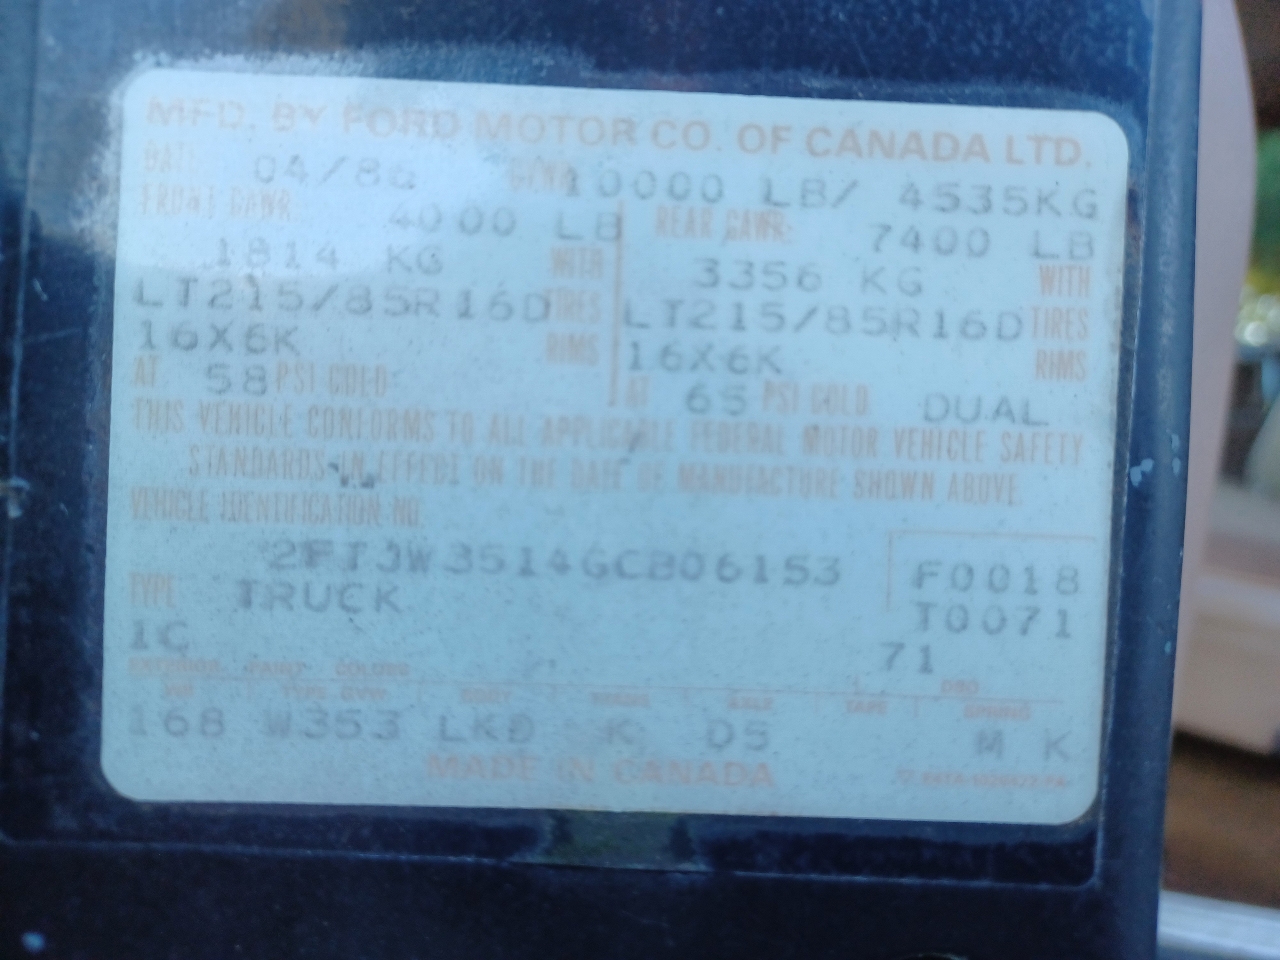 MFD. BY FORD MOTOR CO. OF CANADA LTD.
DATE: 04/86 GVWR: 10000 LB/ 4535KG
FRONT GAWR: 4000 LB REAR GAWR: 7400 LB
1814 KG WITH 3356 KG WITH
LT215/85R16D TIRES LT215/85R16D TIRES
16X6K RIMS 16X6K RIMS
AT 58 PSI COLD AT 65 PSI COLD DUAL
THIS VEHICLE CONFORMS TO ALL APPLICABLE FEDERAL MOTOR VEHICLE SAFETY
STANDARDS IN EFFECT ON THE DATE OF MANUFACTURE SHOWN ABOVE.
VEHICLE IDENTIFICATION NO.
2FTJW3514GCB06153 F0018
TYPE TRUCK T0071
1C 71
EXTERIOR PAINT COLORS DSO
WB TYPE GVW BODY TRANS AXLE TAPE SPRING
168 W353 LKD K D5 M K
MADE IN CANADA